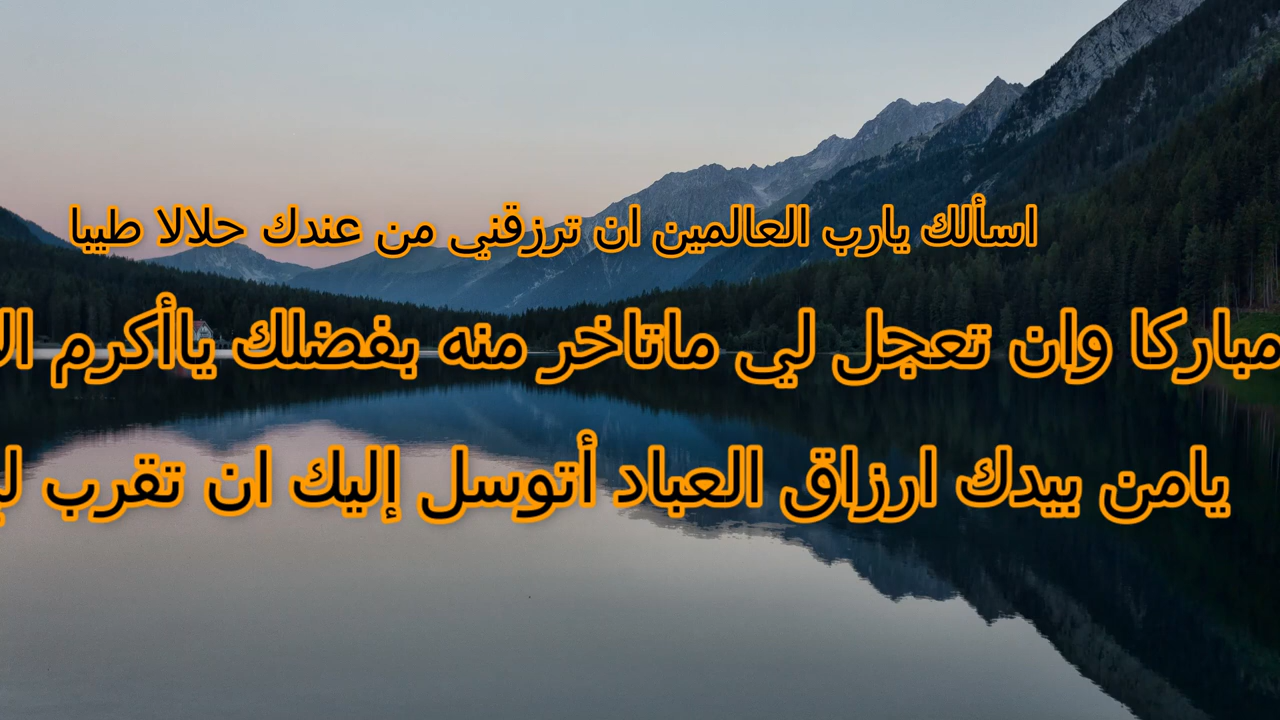 اسألك يارب العالمين ان ترزقني من عندك حلالا طيبا
مباركا وان تعجل لي ماتاخر منه بفضلك ياأكرم
يامن بيدك ارزاق العباد أتوسل إليك ان تقرب